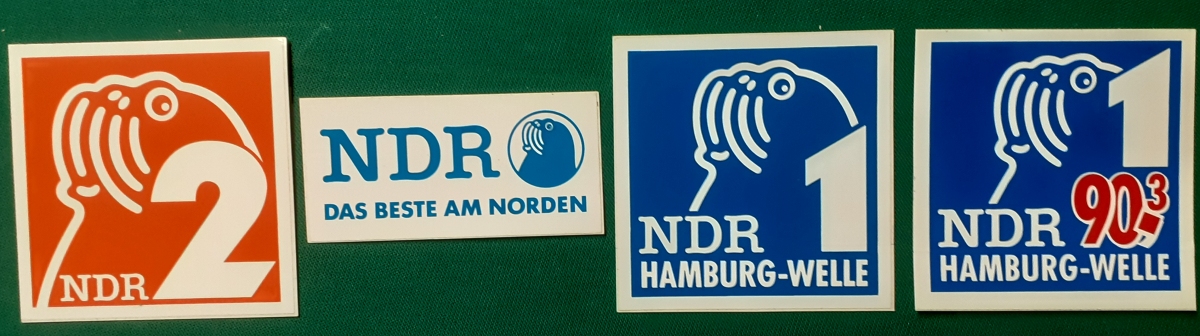 2
NDR
NDR
DAS BESTE AM NORDEN
1
NDR
HAMBURG-WELLE
1
NDR 90,3
HAMBURG-WELLE